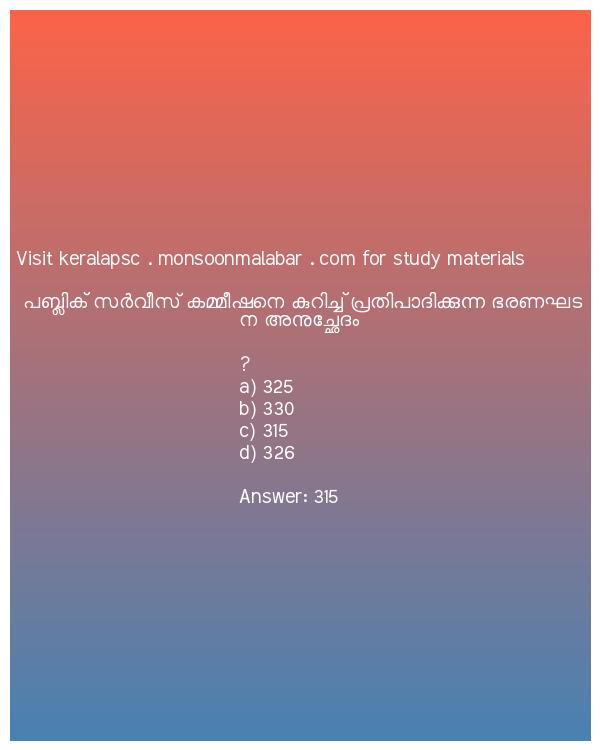 Visit keralapsc . monsoonmalabar . com for study materials
പബ്ലിക് സർവീസ് കമ്മീഷനെ കുറിച്ച് പ്രതിപാദിക്കുന്ന ഭരണഘട
ന അനുച്ഛേദം
?
a) 325
b) 330
c) 315
d) 326
Answer: 315